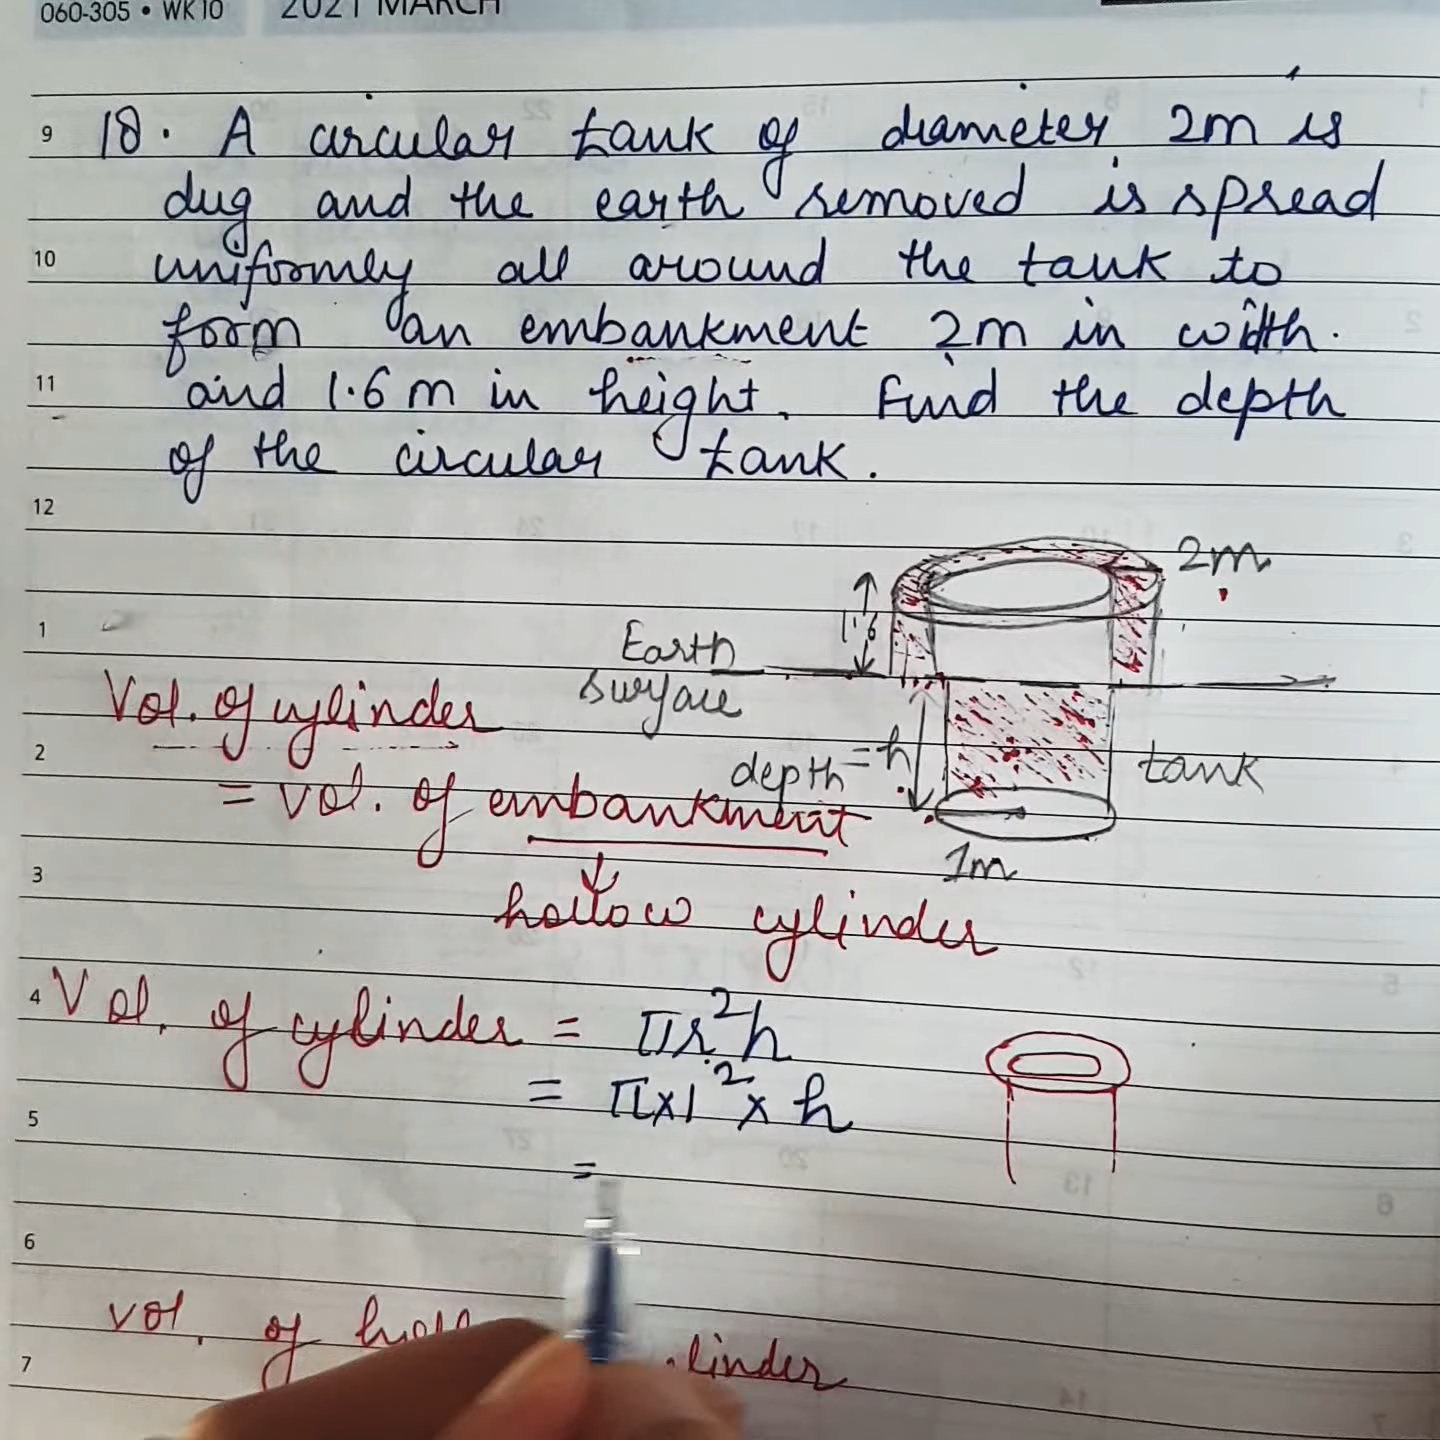 060-305 • WK 10
2021 MARCH
9
18. A circular tank of diameter 2m is
dug and the earth removed is spread
10
uniformly all around the tank to
form an embankment 2m in width.
11
and 1.6 m in height. Find the depth
of the circular tank.
12
2m
1.6
1
Earth
surface
Vol. of cylinder
2
depth = h
tank
= vol. of embankment
1m
3
hollow cylinder
4
Vol. of cylinder = πr²h
= π×1² × h
5
=
6
vol. of
7